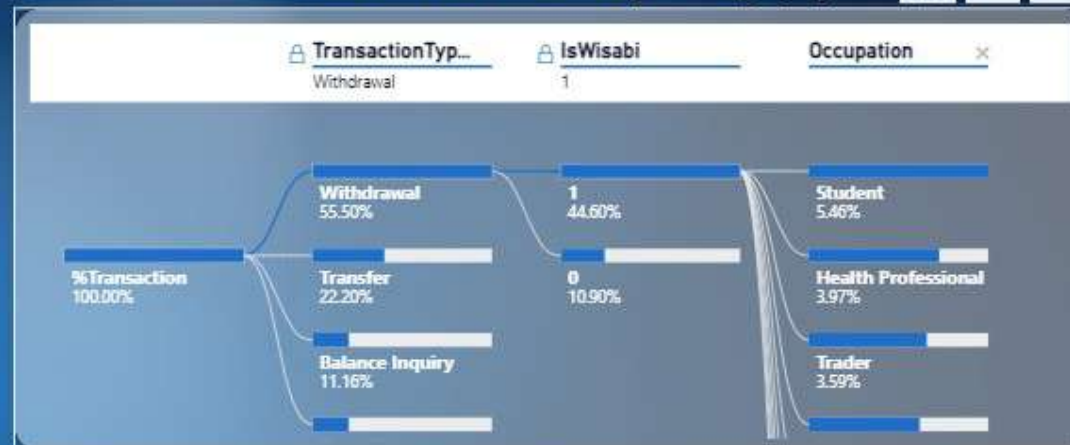 TransactionTyp...
Withdrawal
IsWisabi
1
Occupation
%Transaction
100.00%
Withdrawal
55.50%
Transfer
22.20%
Balance Inquiry
11.16%
1
44.60%
0
10.90%
Student
5.46%
Health Professional
3.97%
Trader
3.59%